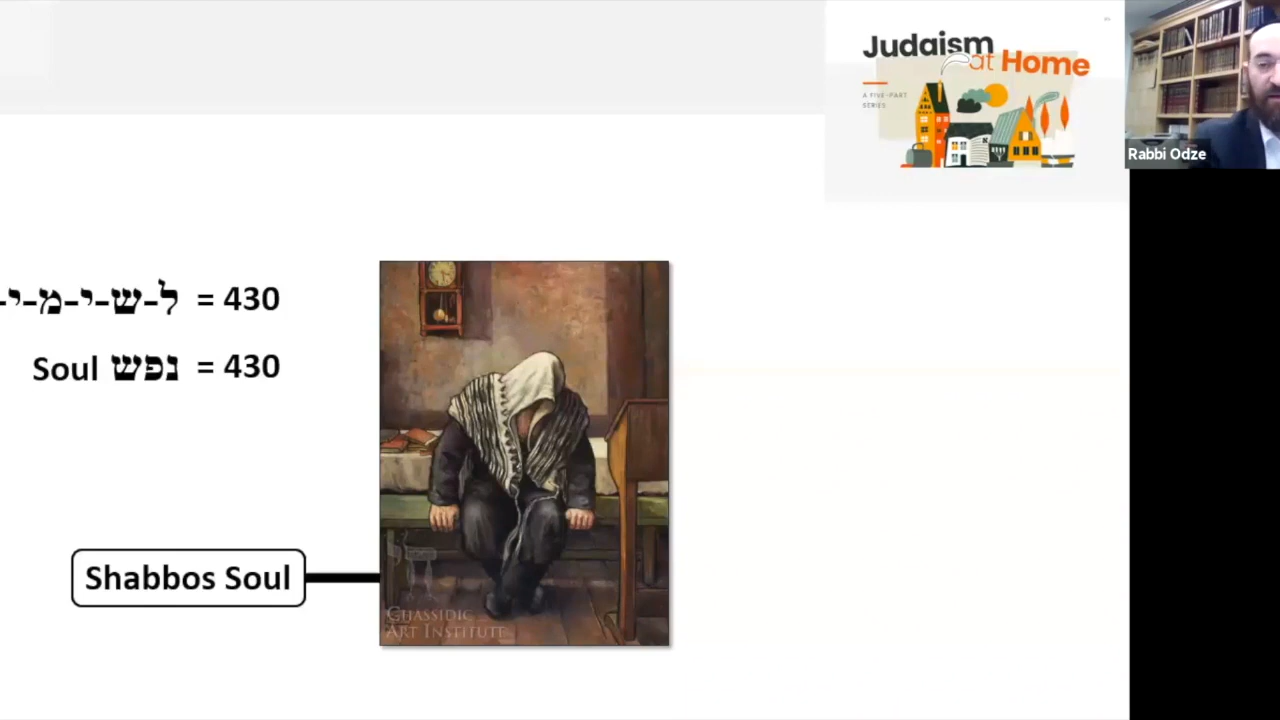 Judaism
at Home
A FIVE-PART
SERIES
Rabbi Odze
ל-ש-י-מ-י- = 430
Soul נפש = 430
Shabbos Soul
CHASSIDIC
ART INSTITUTE